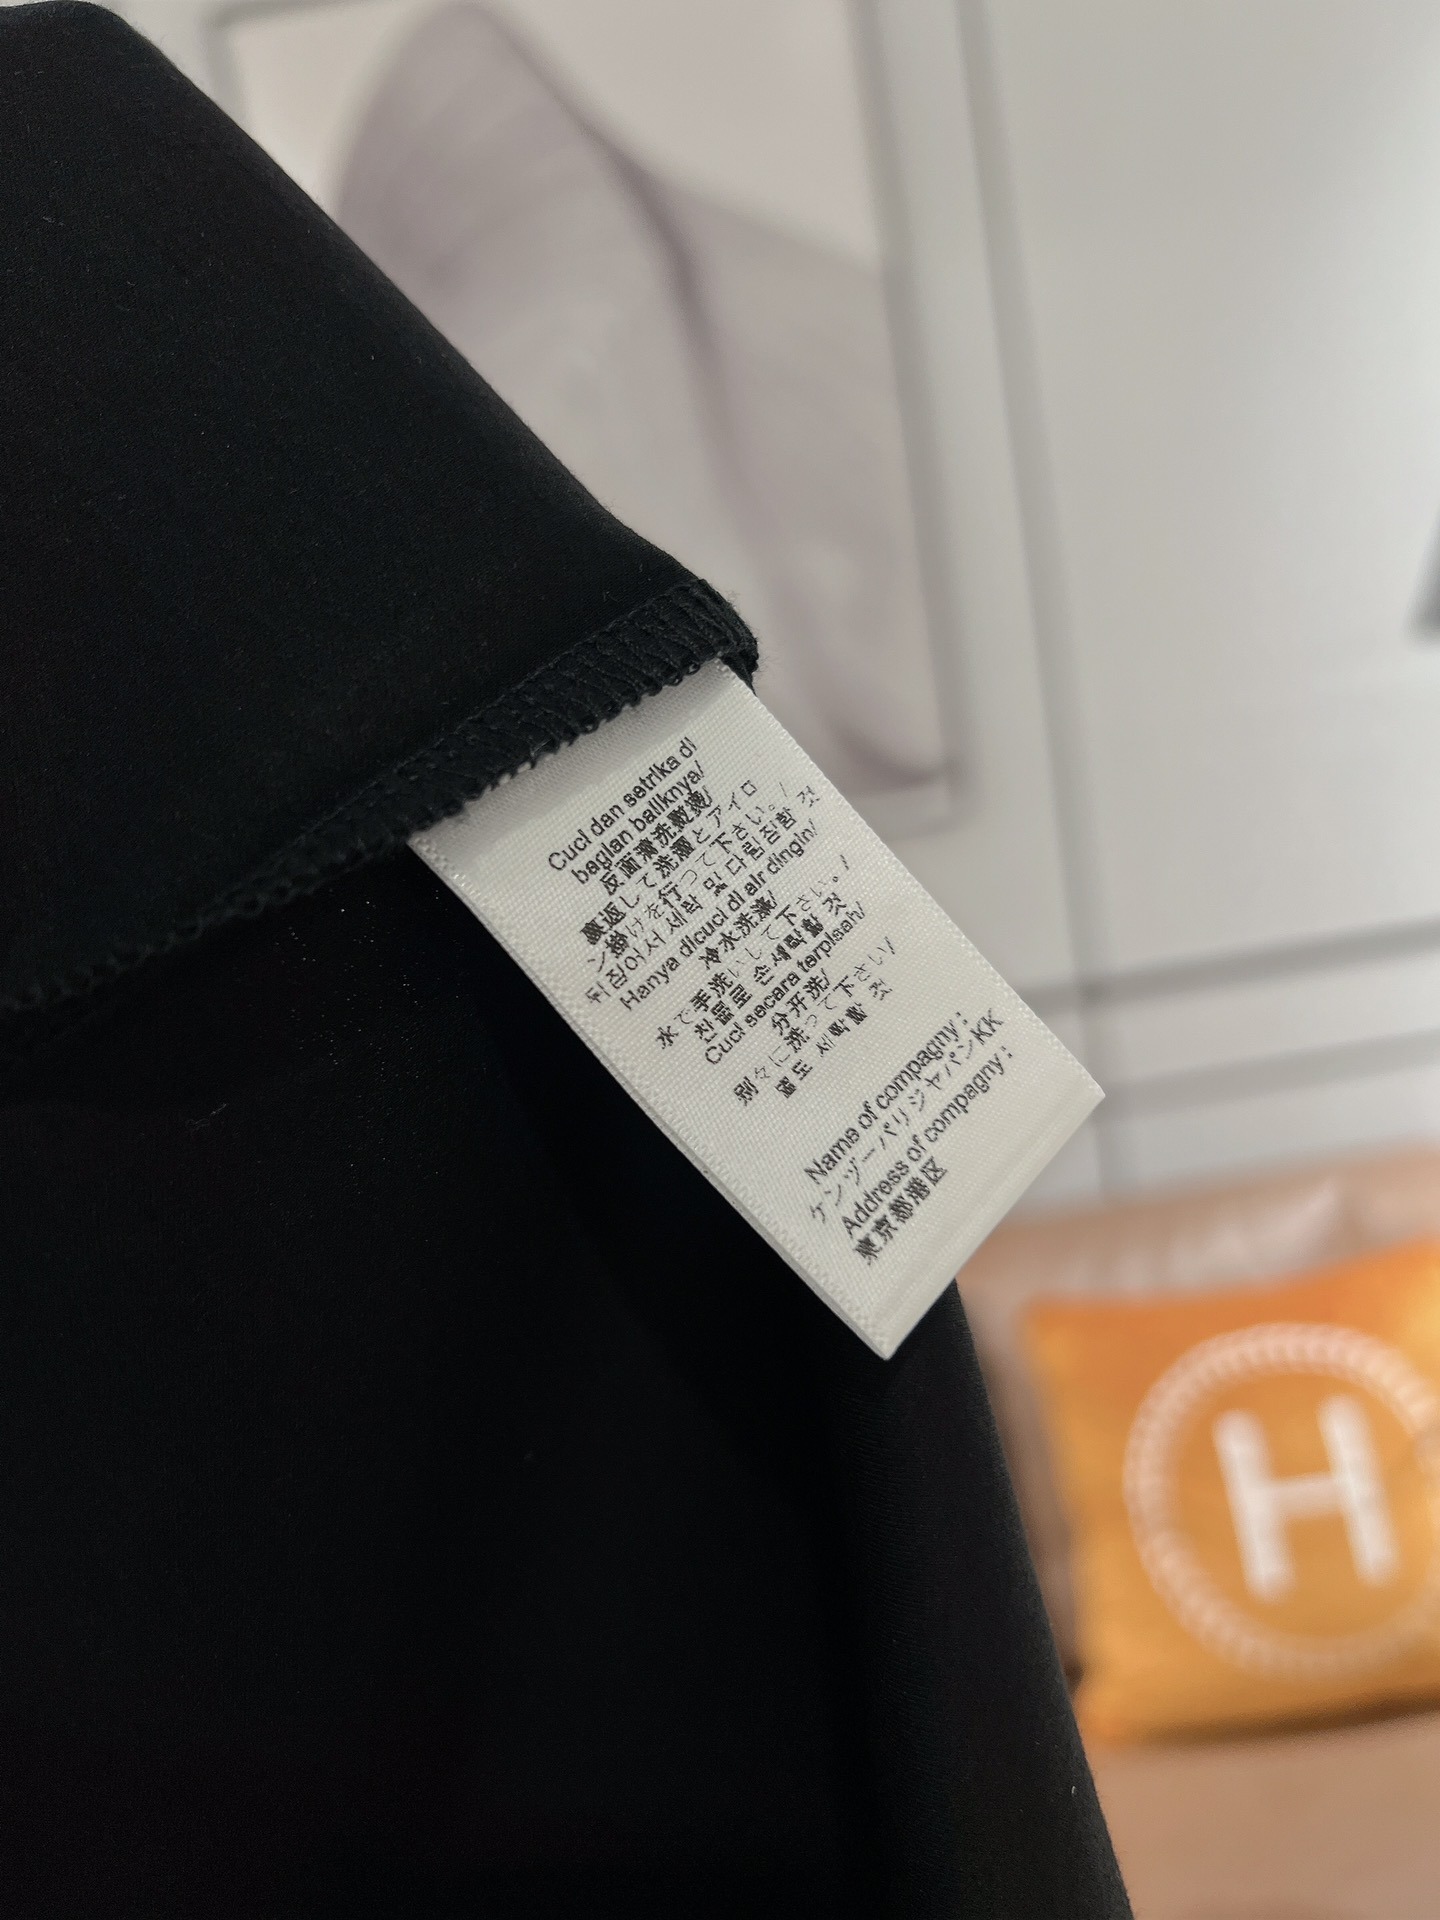 Cuci dan setrika di
bagian baliknya/
反面清洗熨烫/
裏返して洗濯とアイロ
ン掛けを行って下さい。/
뒤집어서 세탁 및 다림질할 것
Hanya dicuci di air dingin/
冷水洗涤/
水で手洗いして下さい。/
찬물로 손세탁할 것
Cuci secara terpisah/
分开洗/
別々に洗って下さい/
별도 세탁할 것
Name of compagny:
ケンゾーパリジャパンKK
Address of compagny:
東京都港区
H